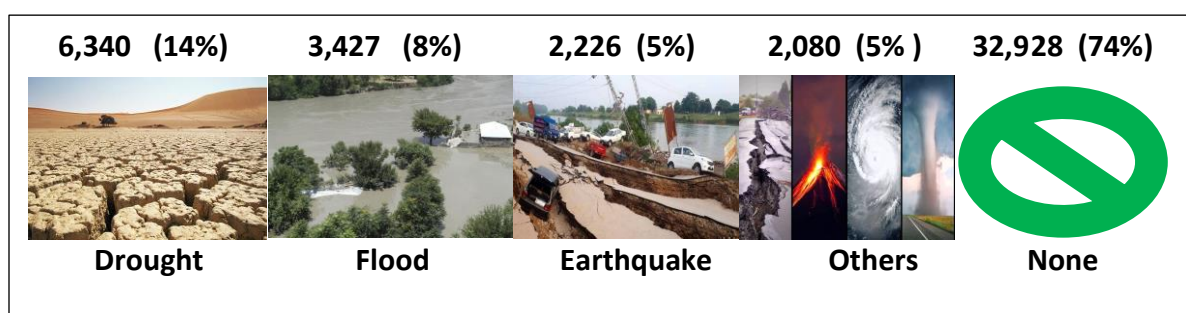 6,340 (14%) 3,427 (8%) 2,226 (5%) 2,080 (5% ) 32,928 (74%)
Drought Flood Earthquake Others None